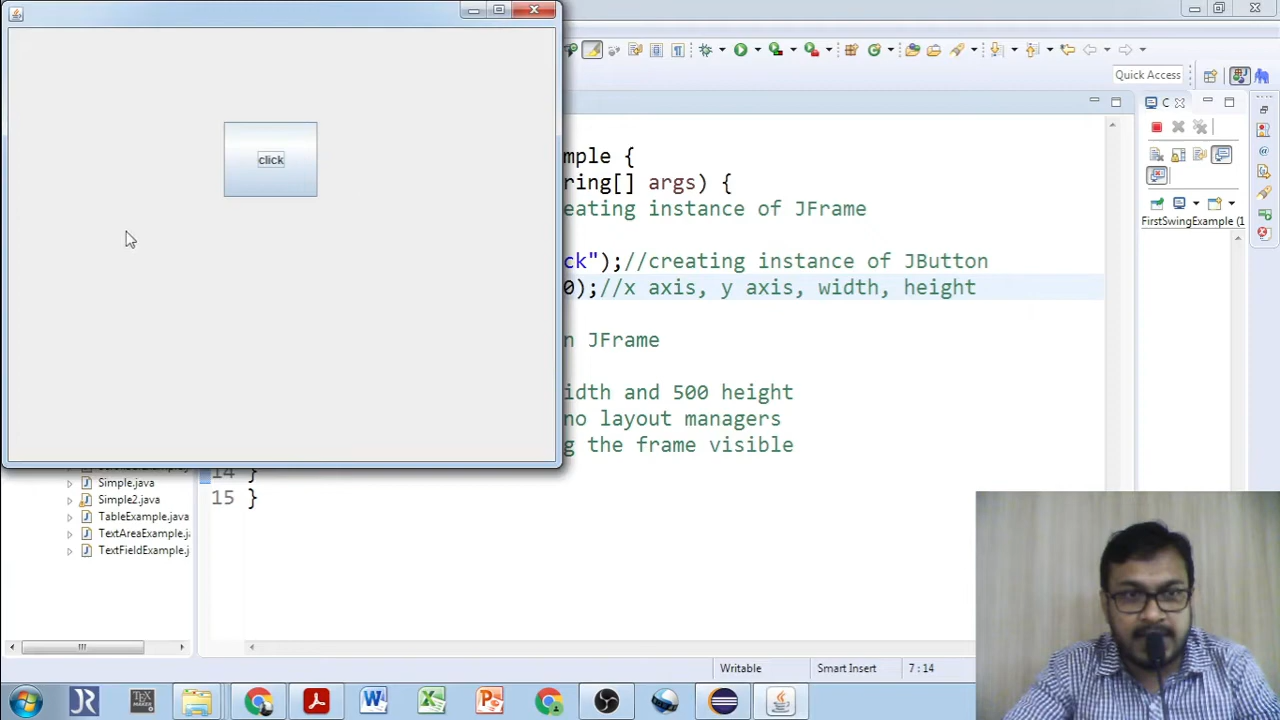 Quick Access
C
click
mple {
ring[] args) {
eating instance of JFrame
ck");//creating instance of JButton
0);//x axis, y axis, width, height
n JFrame
idth and 500 height
no layout managers
g the frame visible
14 }
15 }
FirstSwingExample (1
Simple.java
Simple2.java
TableExample.java
TextAreaExample.j
TextFieldExample.j
Writable
Smart Insert
7 : 14